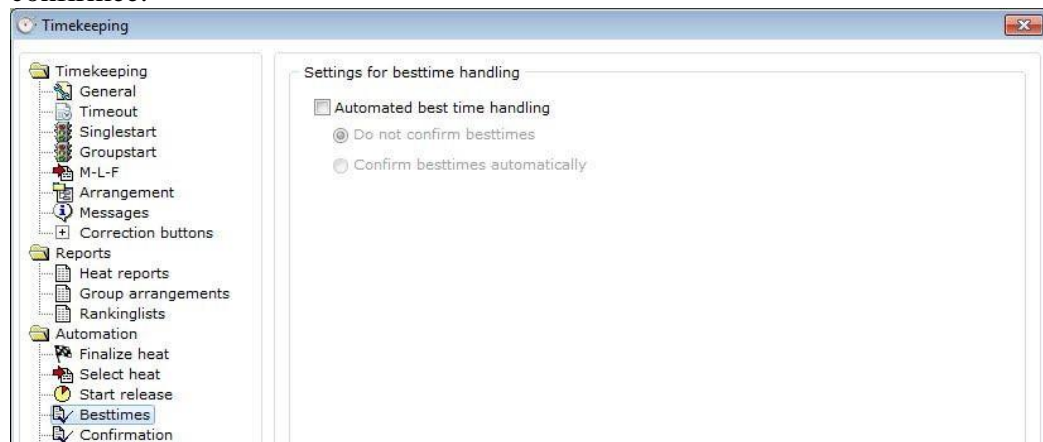 Timekeeping
Timekeeping
General
Timeout
Singlestart
Groupstart
M-L-F
Arrangement
Messages
Correction buttons
Reports
Heat reports
Group arrangements
Rankinglists
Automation
Finalize heat
Select heat
Start release
Besttimes
Confirmation
Settings for besttime handling
Automated best time handling
Do not confirm besttimes
Confirm besttimes automatically